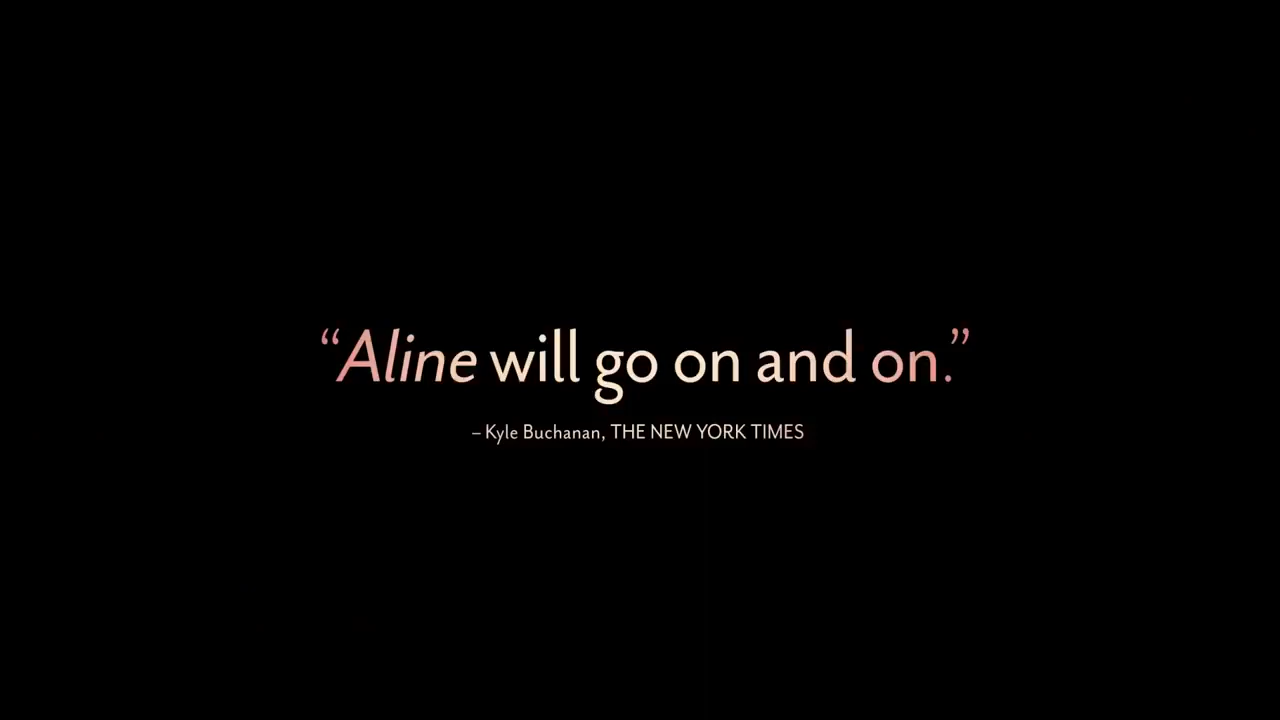 “Aline will go on and on.”
– Kyle Buchanan, THE NEW YORK TIMES